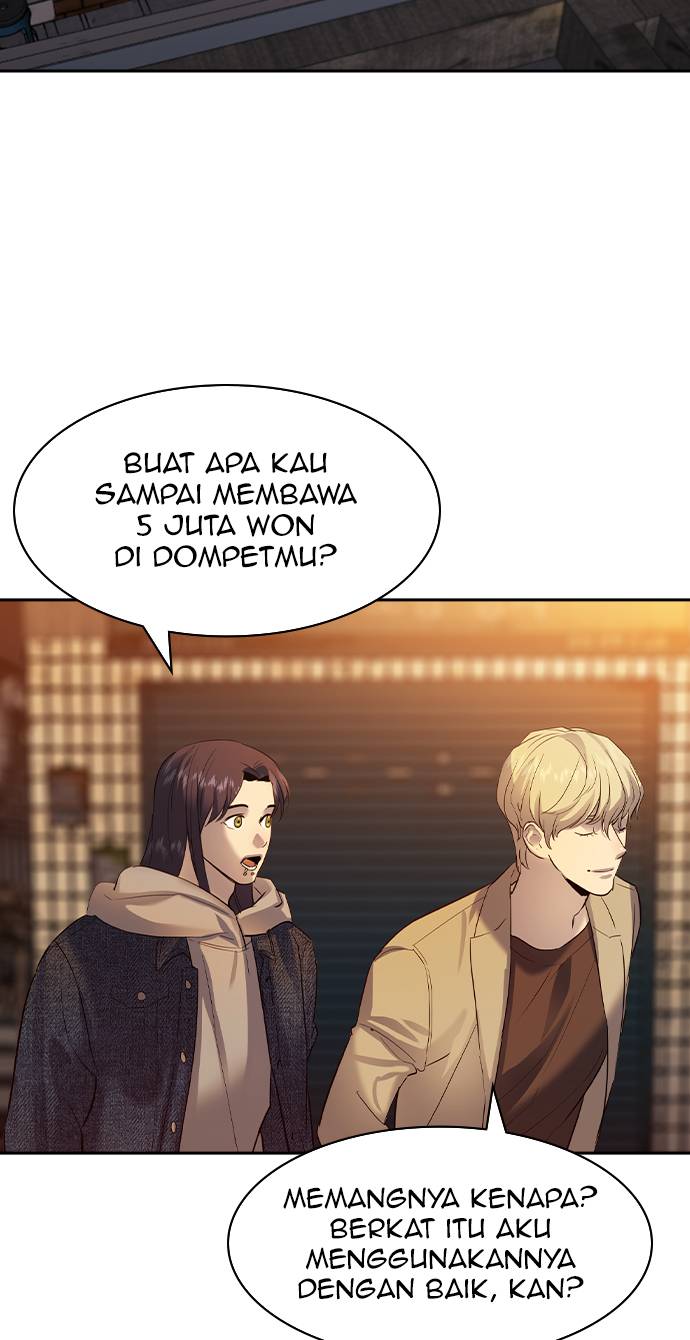 BUAT APA KAU
SAMPAI MEMBAWA
5 JUTA WON
DI DOMPETMU?
MEMANGNYA KENAPA?
BERKAT ITU AKU
MENGGUNAKANNYA
DENGAN BAIK, KAN?